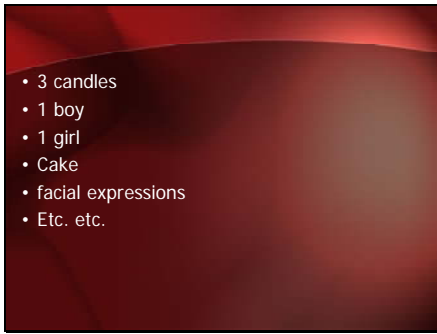 • 3 candles
• 1 boy
• 1 girl
• Cake
• facial expressions
• Etc. etc.